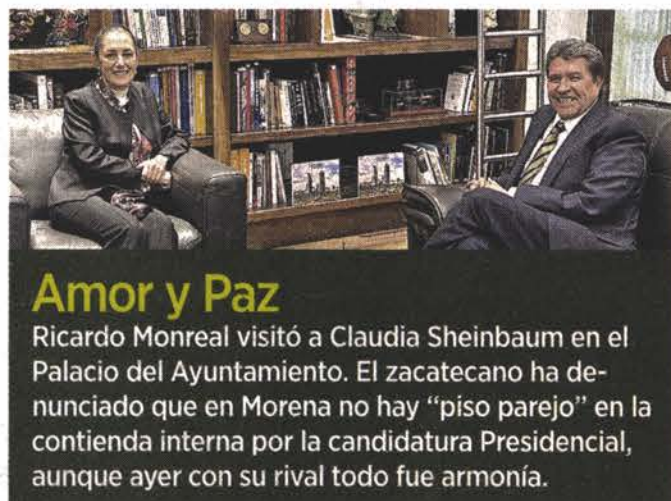 Amor y Paz
Ricardo Monreal visitó a Claudia Sheinbaum en el
Palacio del Ayuntamiento. El zacatecano ha de-
nunciado que en Morena no hay “piso parejo” en la
contienda interna por la candidatura Presidencial,
aunque ayer con su rival todo fue armonía.